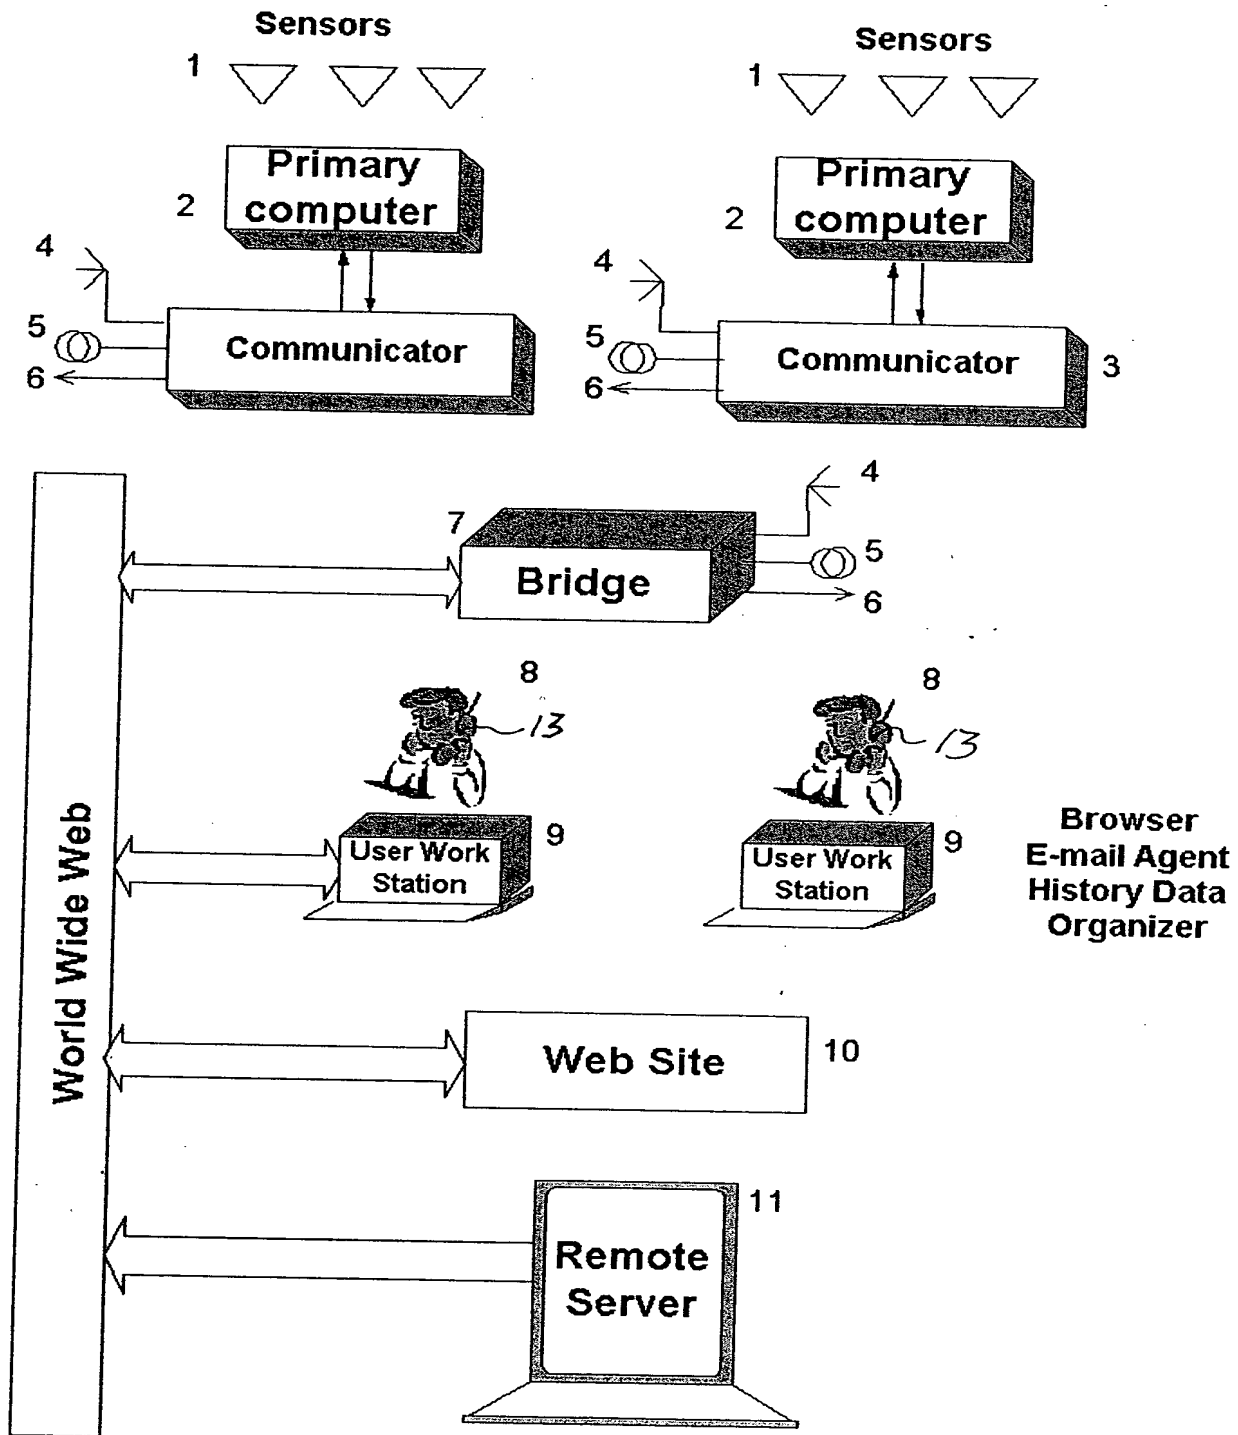 Sensors
Sensors
1
1
Primary
computer
2
Primary
computer
2
4
4
5
Communicator
6
5
Communicator
3
6
4
7
5
Bridge
6
8
8
13
13
World Wide Web
User Work
Station
9
User Work
Station
9
Browser
E-mail Agent
History Data
Organizer
Web Site
10
11
Remote
Server